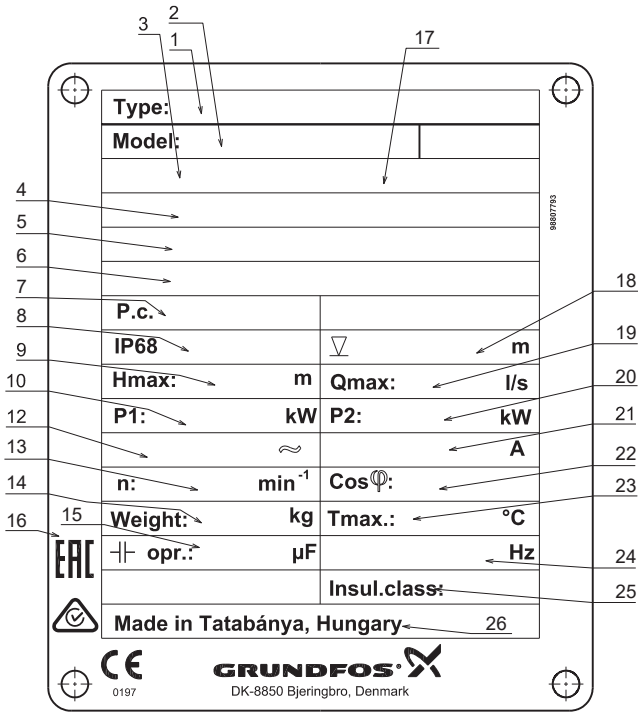 2
3
17
1
Type:
Model:
4
5
6
98807793
7
P.c.
8
IP68
m
18
9
Hmax: m
Qmax: l/s
19
10
P1: kW
P2: kW
20
12
A
21
13
n: min⁻¹
Cosφ:
22
14
Weight: kg
Tmax.: °C
23
15
16
opr.: µF
Hz
24
EAC
Insul.class:
25
Made in Tatabánya, Hungary
26
CE
0197
GRUNDFOS
DK-8850 Bjeringbro, Denmark